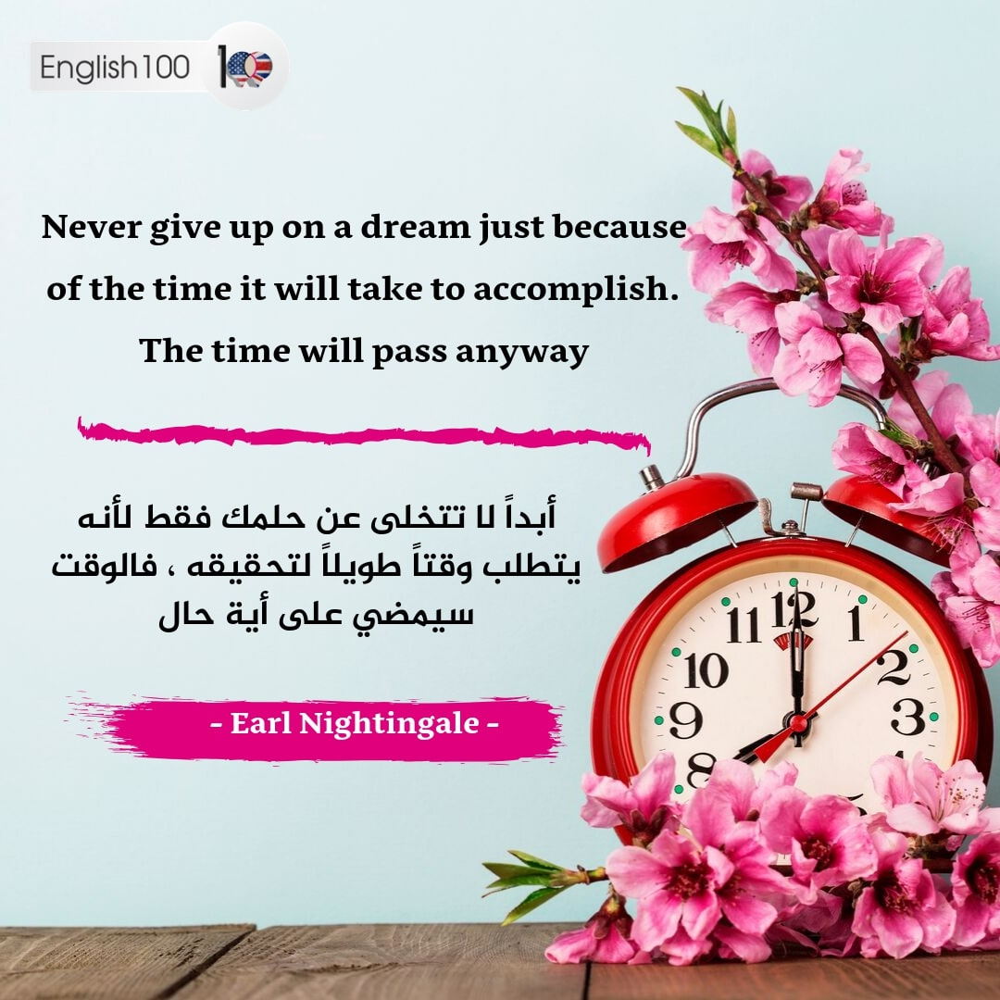 English100
100
Never give up on a dream just because
of the time it will take to accomplish.
The time will pass anyway
أبداً لا تتخلى عن حلمك فقط لأنه
يتطلب وقتاً طويلاً لتحقيقه ، فالوقت
سيمضي على أية حال
- Earl Nightingale -
11 12 1
10 2
9 3
8